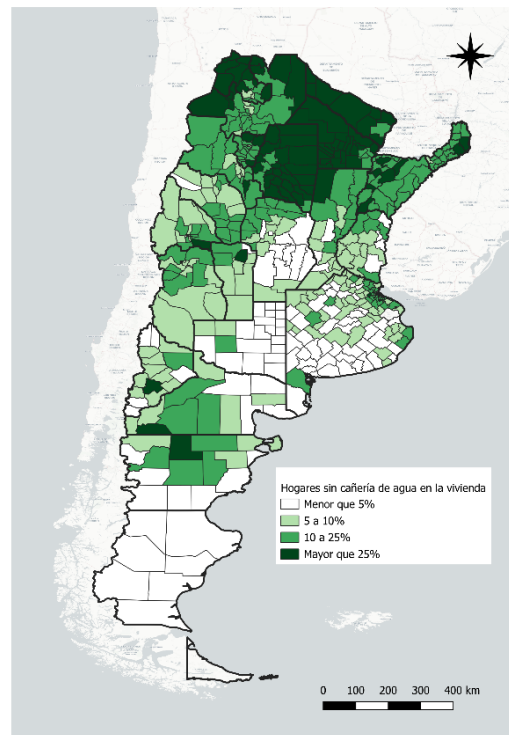 Hogares sin cañería de agua en la vivienda
Menor que 5%
5 a 10%
10 a 25%
Mayor que 25%
0 100 200 300 400 km